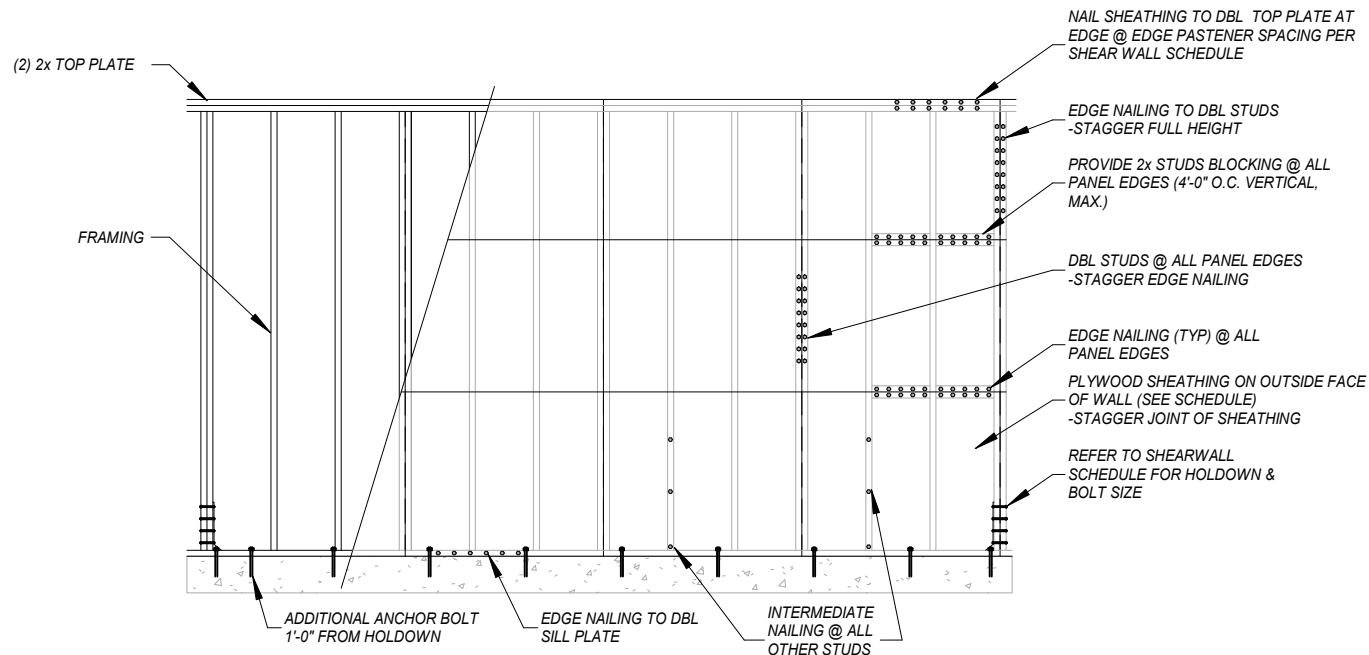 NAIL SHEATHING TO DBL TOP PLATE AT
EDGE @ EDGE PASTENER SPACING PER
SHEAR WALL SCHEDULE
(2) 2x TOP PLATE
EDGE NAILING TO DBL STUDS
-STAGGER FULL HEIGHT
PROVIDE 2x STUDS BLOCKING @ ALL
PANEL EDGES (4'-0" O.C. VERTICAL,
MAX.)
FRAMING
DBL STUDS @ ALL PANEL EDGES
-STAGGER EDGE NAILING
EDGE NAILING (TYP) @ ALL
PANEL EDGES
PLYWOOD SHEATHING ON OUTSIDE FACE
OF WALL (SEE SCHEDULE)
-STAGGER JOINT OF SHEATHING
REFER TO SHEARWALL
SCHEDULE FOR HOLDOWN &
BOLT SIZE
ADDITIONAL ANCHOR BOLT
1'-0" FROM HOLDOWN
EDGE NAILING TO DBL
SILL PLATE
INTERMEDIATE
NAILING @ ALL
OTHER STUDS